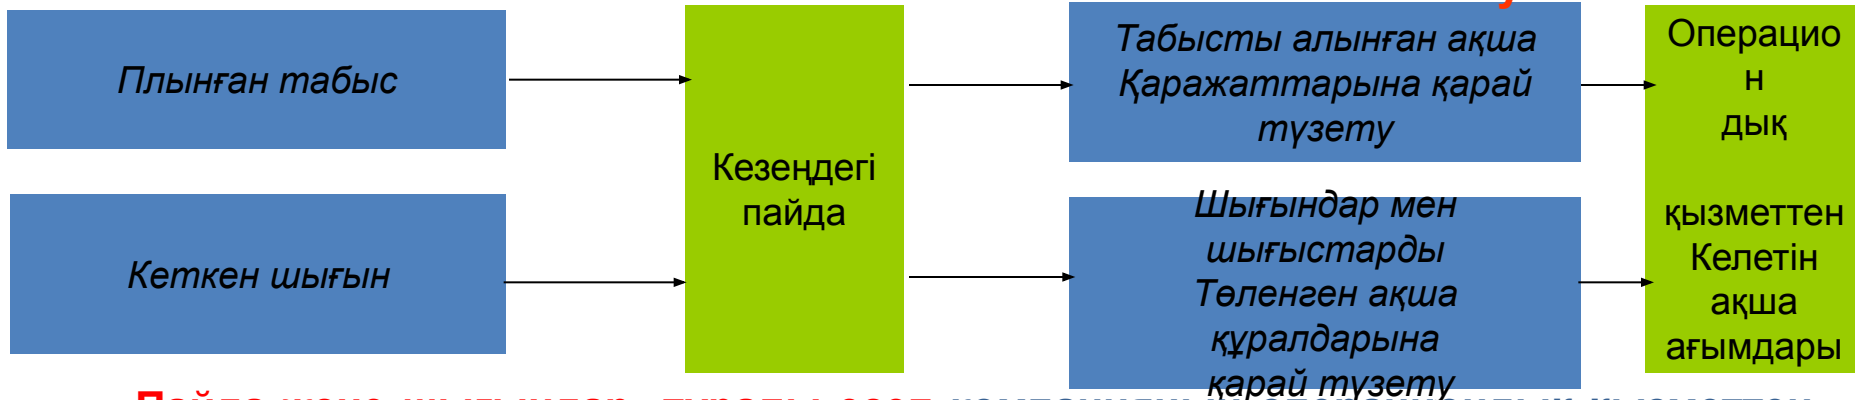 Плынған табыс
Кеткен шығын
Кезеңдегі
пайда
Табысты алынған ақша
Қаражаттарына қарай
түзету
Шығындар мен
шығыстарды
Төленген ақша
құралдарына
қарай түзету
Операцио
н
дық
қызметтен
Келетін
ақша
ағымдары